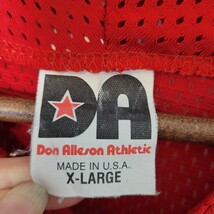 DA
Don Alleson Athletic
MADE IN U.S.A.
X-LARGE